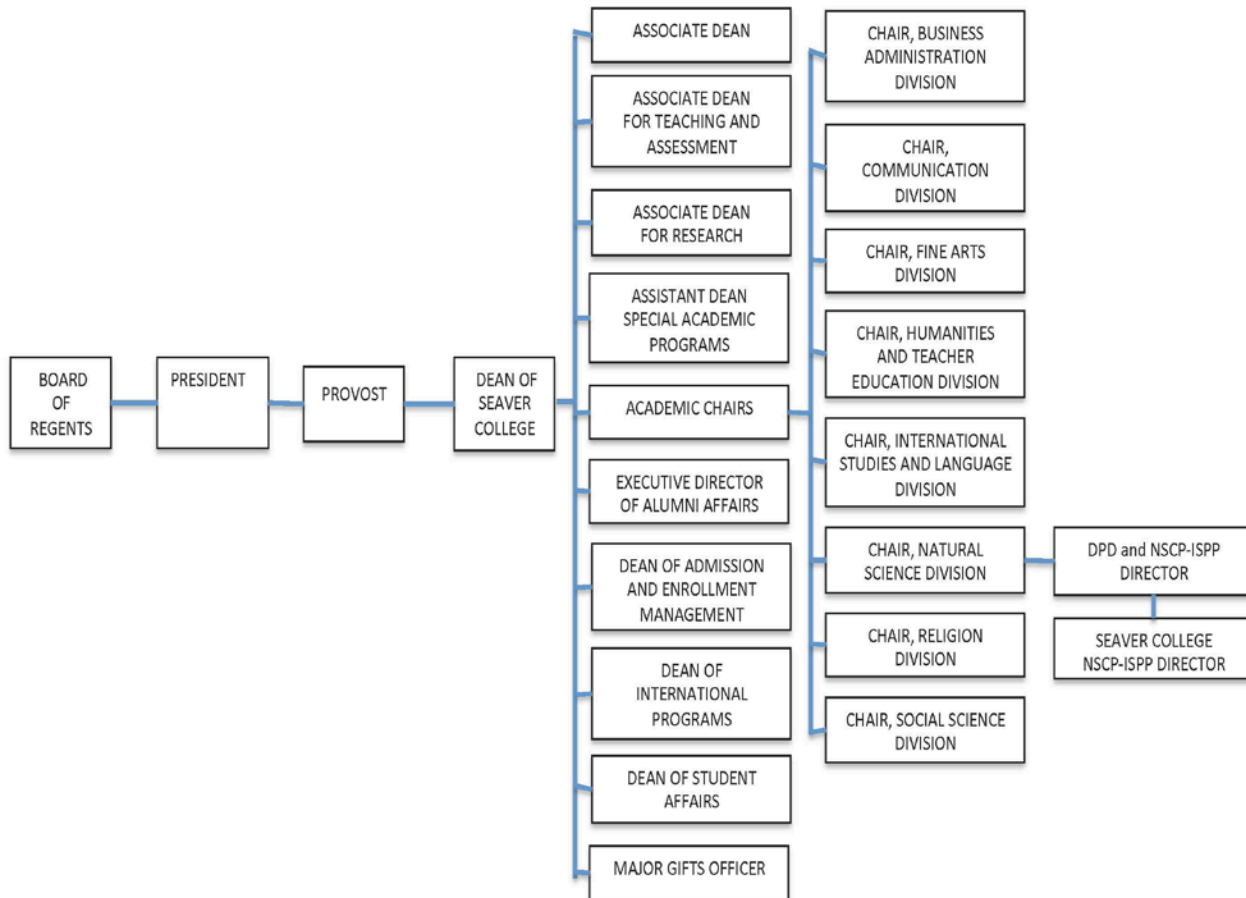 BOARD
OF
REGENTS
PRESIDENT
PROVOST
DEAN OF
SEAVER
COLLEGE
ASSOCIATE DEAN
ASSOCIATE DEAN
FOR TEACHING AND
ASSESSMENT
ASSOCIATE DEAN
FOR RESEARCH
ASSISTANT DEAN
SPECIAL ACADEMIC
PROGRAMS
ACADEMIC CHAIRS
EXECUTIVE DIRECTOR
OF ALUMNI AFFAIRS
DEAN OF ADMISSION
AND ENROLLMENT
MANAGEMENT
DEAN OF
INTERNATIONAL
PROGRAMS
DEAN OF STUDENT
AFFAIRS
MAJOR GIFTS OFFICER
CHAIR, BUSINESS
ADMINISTRATION
DIVISION
CHAIR,
COMMUNICATION
DIVISION
CHAIR, FINE ARTS
DIVISION
CHAIR, HUMANITIES
AND TEACHER
EDUCATION DIVISION
CHAIR, INTERNATIONAL
STUDIES AND LANGUAGE
DIVISION
CHAIR, NATURAL
SCIENCE DIVISION
CHAIR, RELIGION
DIVISION
CHAIR, SOCIAL SCIENCE
DIVISION
DPD and NSCP-ISPP
DIRECTOR
SEAVER COLLEGE
NSCP-ISPP DIRECTOR